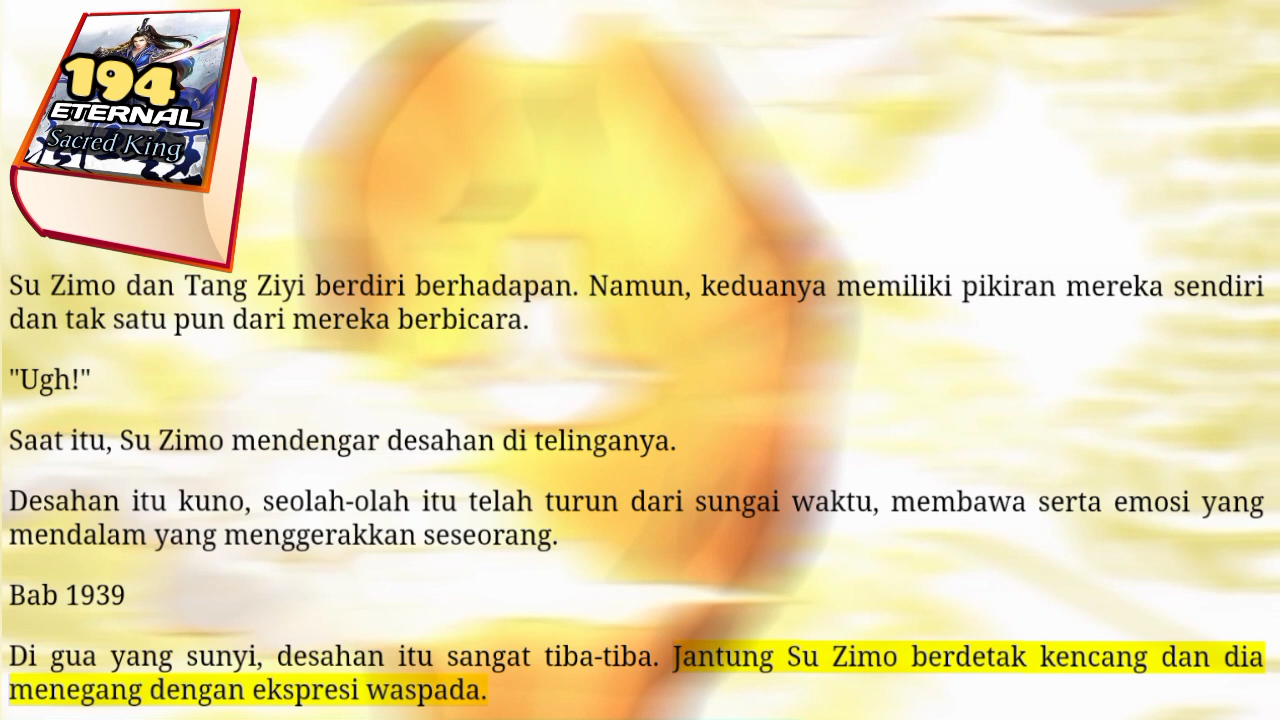 194
ETERNAL
Sacred King
Su Zimo dan Tang Ziyi berdiri berhadapan. Namun, keduanya memiliki pikiran mereka sendiri
dan tak satu pun dari mereka berbicara.
"Ugh!"
Saat itu, Su Zimo mendengar desahan di telinganya.
Desahan itu kuno, seolah-olah itu telah turun dari sungai waktu, membawa serta emosi yang
mendalam yang menggerakkan seseorang.
Bab 1939
Di gua yang sunyi, desahan itu sangat tiba-tiba. Jantung Su Zimo berdetak kencang dan dia
menegang dengan ekspresi waspada.